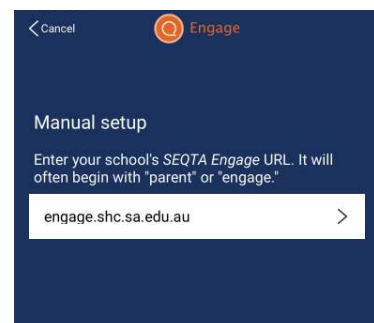 Cancel
Engage
Manual setup
Enter your school's SEQTA Engage URL. It will
often begin with "parent" or "engage."
engage.shc.sa.edu.au